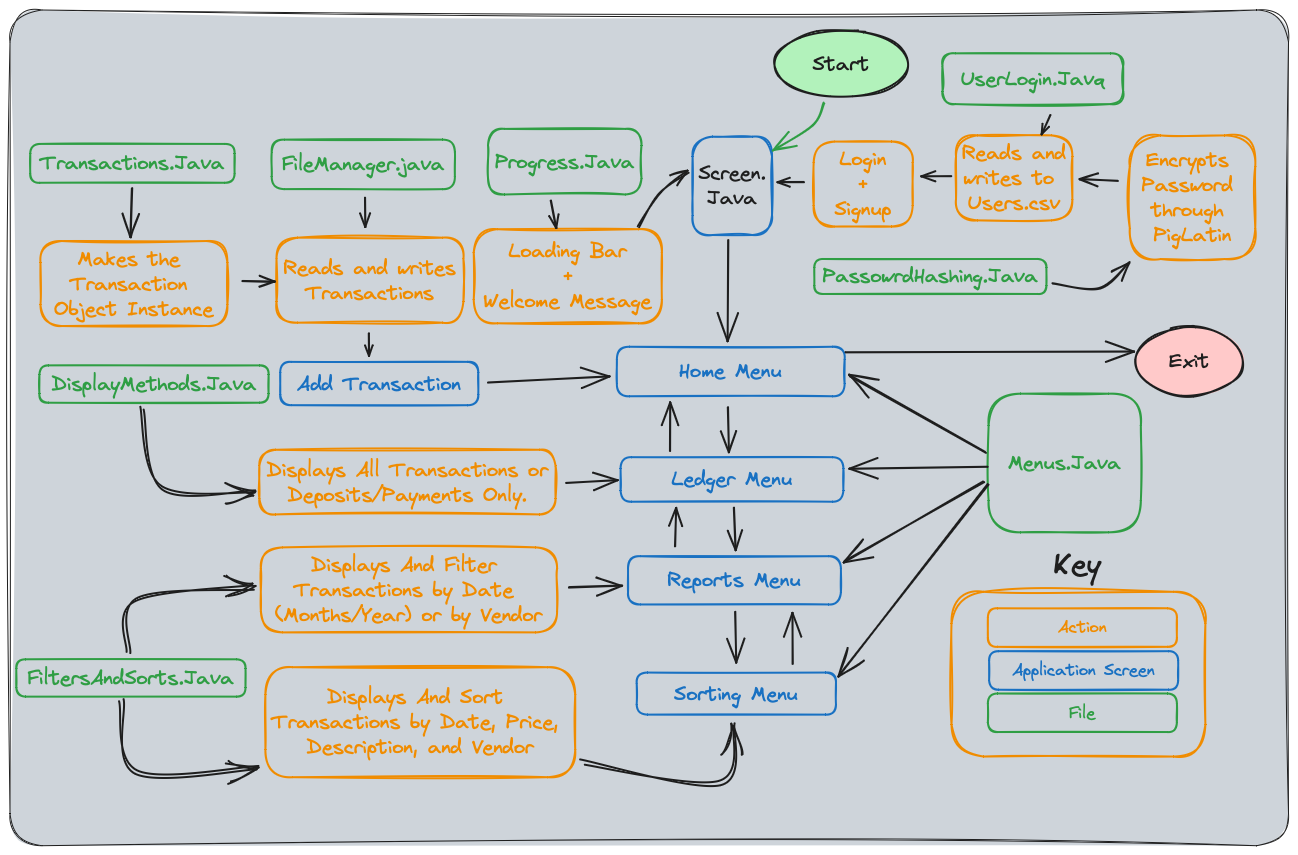 Start
UserLogin.Java
Transactions.Java
FileManager.java
Progress.Java
Screen.
Java
Login
+
Signup
Reads and
writes to
Users.csv
Encrypts
Password
through
PigLatin
Makes the
Transaction
Object Instance
Reads and writes
Transactions
Loading Bar
+
Welcome Message
PassowrdHashing.Java
DisplayMethods.Java
Add Transaction
Home Menu
Exit
Displays All Transactions or
Deposits/Payments Only.
Ledger Menu
Menus.Java
Displays And Filter
Transactions by Date
(Months/Year) or by Vendor
Reports Menu
FiltersAndSorts.Java
Displays And Sort
Transactions by Date, Price,
Description, and Vendor
Sorting Menu
Key
Action
Application Screen
File